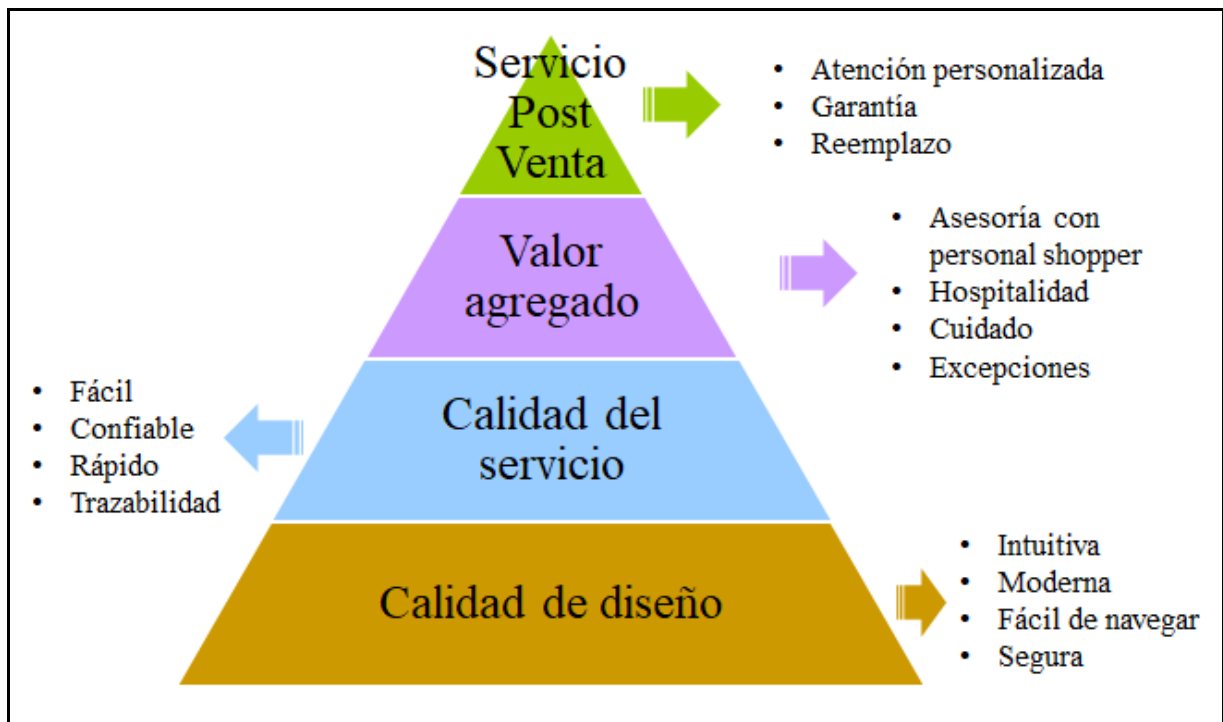 Servicio
Post
Venta
• Atención personalizada
• Garantía
• Reemplazo
Valor
agregado
• Asesoría con
personal shopper
• Hospitalidad
• Cuidado
• Excepciones
• Fácil
• Confiable
• Rápido
• Trazabilidad
Calidad del
servicio
Calidad de diseño
• Intuitiva
• Moderna
• Fácil de navegar
• Segura